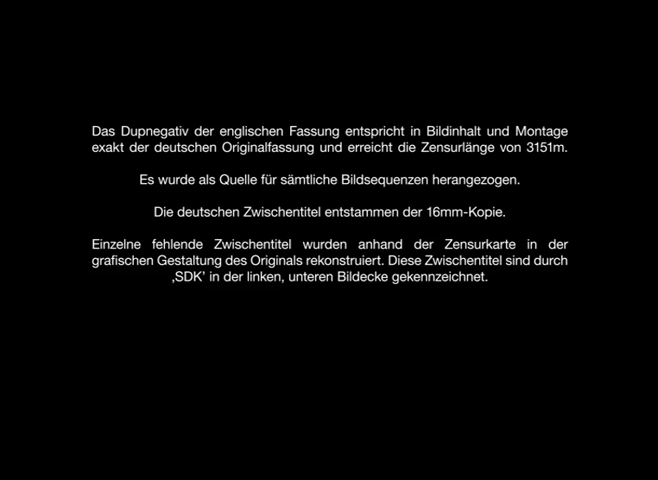 Das Dupnegativ der englischen Fassung entspricht in Bildinhalt und Montage
exakt der deutschen Originalfassung und erreicht die Zensurlänge von 3151m.
Es wurde als Quelle für sämtliche Bildsequenzen herangezogen.
Die deutschen Zwischentitel entstammen der 16mm-Kopie.
Einzelne fehlende Zwischentitel wurden anhand der Zensurkarte in der
grafischen Gestaltung des Originals rekonstruiert. Diese Zwischentitel sind durch
‚SDK’ in der linken, unteren Bildecke gekennzeichnet.